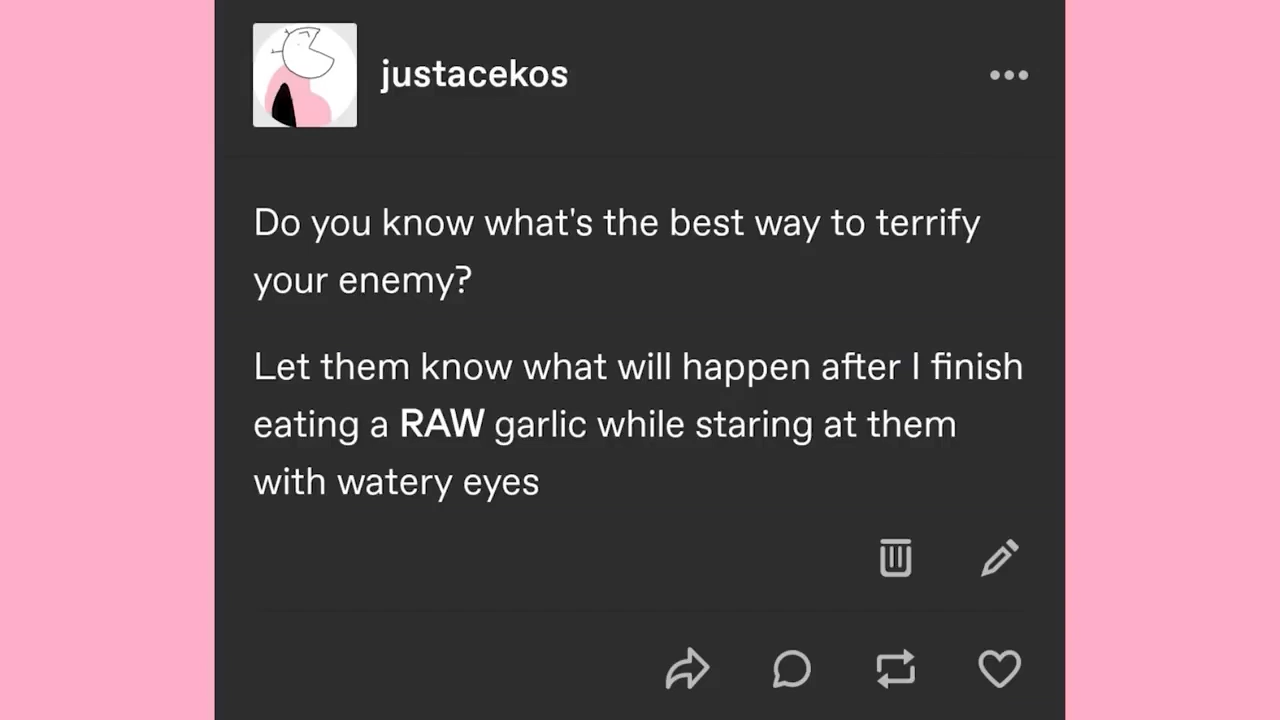 justacekos
Do you know what's the best way to terrify
your enemy?
Let them know what will happen after I finish
eating a RAW garlic while staring at them
with watery eyes